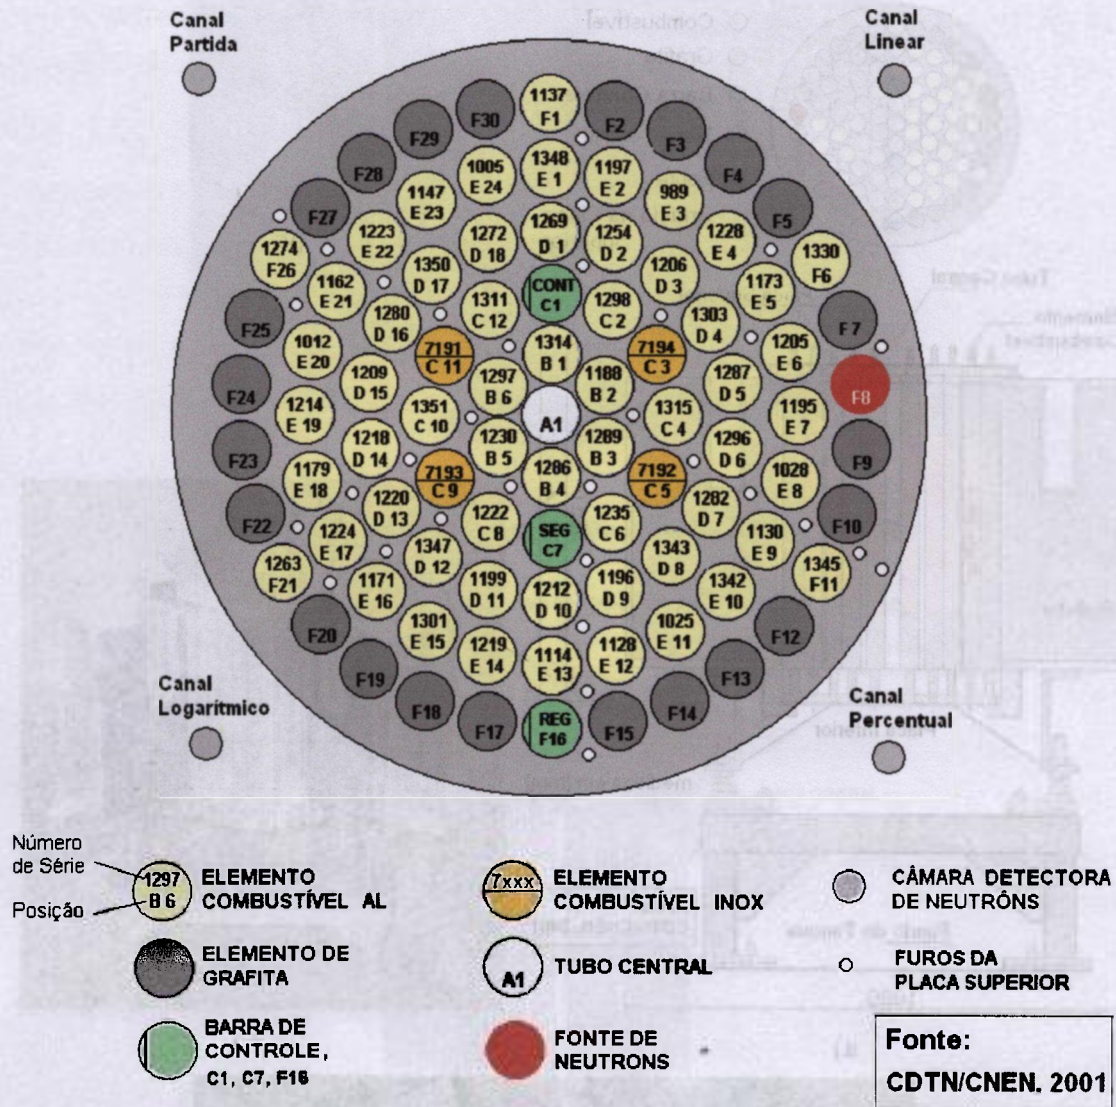 Canal
Partida
Canal
Linear
1137
F1
F2
F3
F4
F5
1330
F6
F7
F8
F9
F10
1345
F11
F12
F13
F14
F15
REG
F16
F17
F18
F19
F20
1263
F21
F22
F23
F24
F25
1274
F26
F27
F28
F29
F30
1348
E 1
1197
E 2
989
E 3
1228
E 4
1173
E 5
1205
E 6
1195
E 7
1028
E 8
1130
E 9
1342
E 10
1025
E 11
1128
E 12
1114
E 13
1219
E 14
1301
E 15
1171
E 16
1224
E 17
1179
E 18
1214
E 19
1012
E 20
1162
E 21
1223
E 22
1147
E 23
1005
E 24
1269
D 1
1254
D 2
1206
D 3
1303
D 4
1287
D 5
1296
D 6
1282
D 7
1343
D 8
1196
D 9
1212
D 10
1199
D 11
1347
D 12
1220
D 13
1218
D 14
1209
D 15
1280
D 16
1350
D 17
1272
D 18
CONT
C1
1298
C 2
7194
C 3
1315
C 4
7192
C 5
1235
C 6
SEG
C7
1222
C 8
7193
C 9
1351
C 10
7191
C 11
1311
C 12
1314
B 1
1188
B 2
1289
B 3
1286
B 4
1230
B 5
1297
B 6
A1
Canal
Logarítmico
Canal
Percentual
Número
de Série
Posição
1297
B 6
ELEMENTO
COMBUSTÍVEL AL
7xxx
ELEMENTO
COMBUSTÍVEL INOX
CÂMARA DETECTORA
DE NEUTRÔNS
ELEMENTO DE
GRAFITA
A1
TUBO CENTRAL
FUROS DA
PLACA SUPERIOR
BARRA DE
CONTROLE,
C1, C7, F16
FONTE DE
NEUTRONS
Fonte:
CDTN/CNEN. 2001